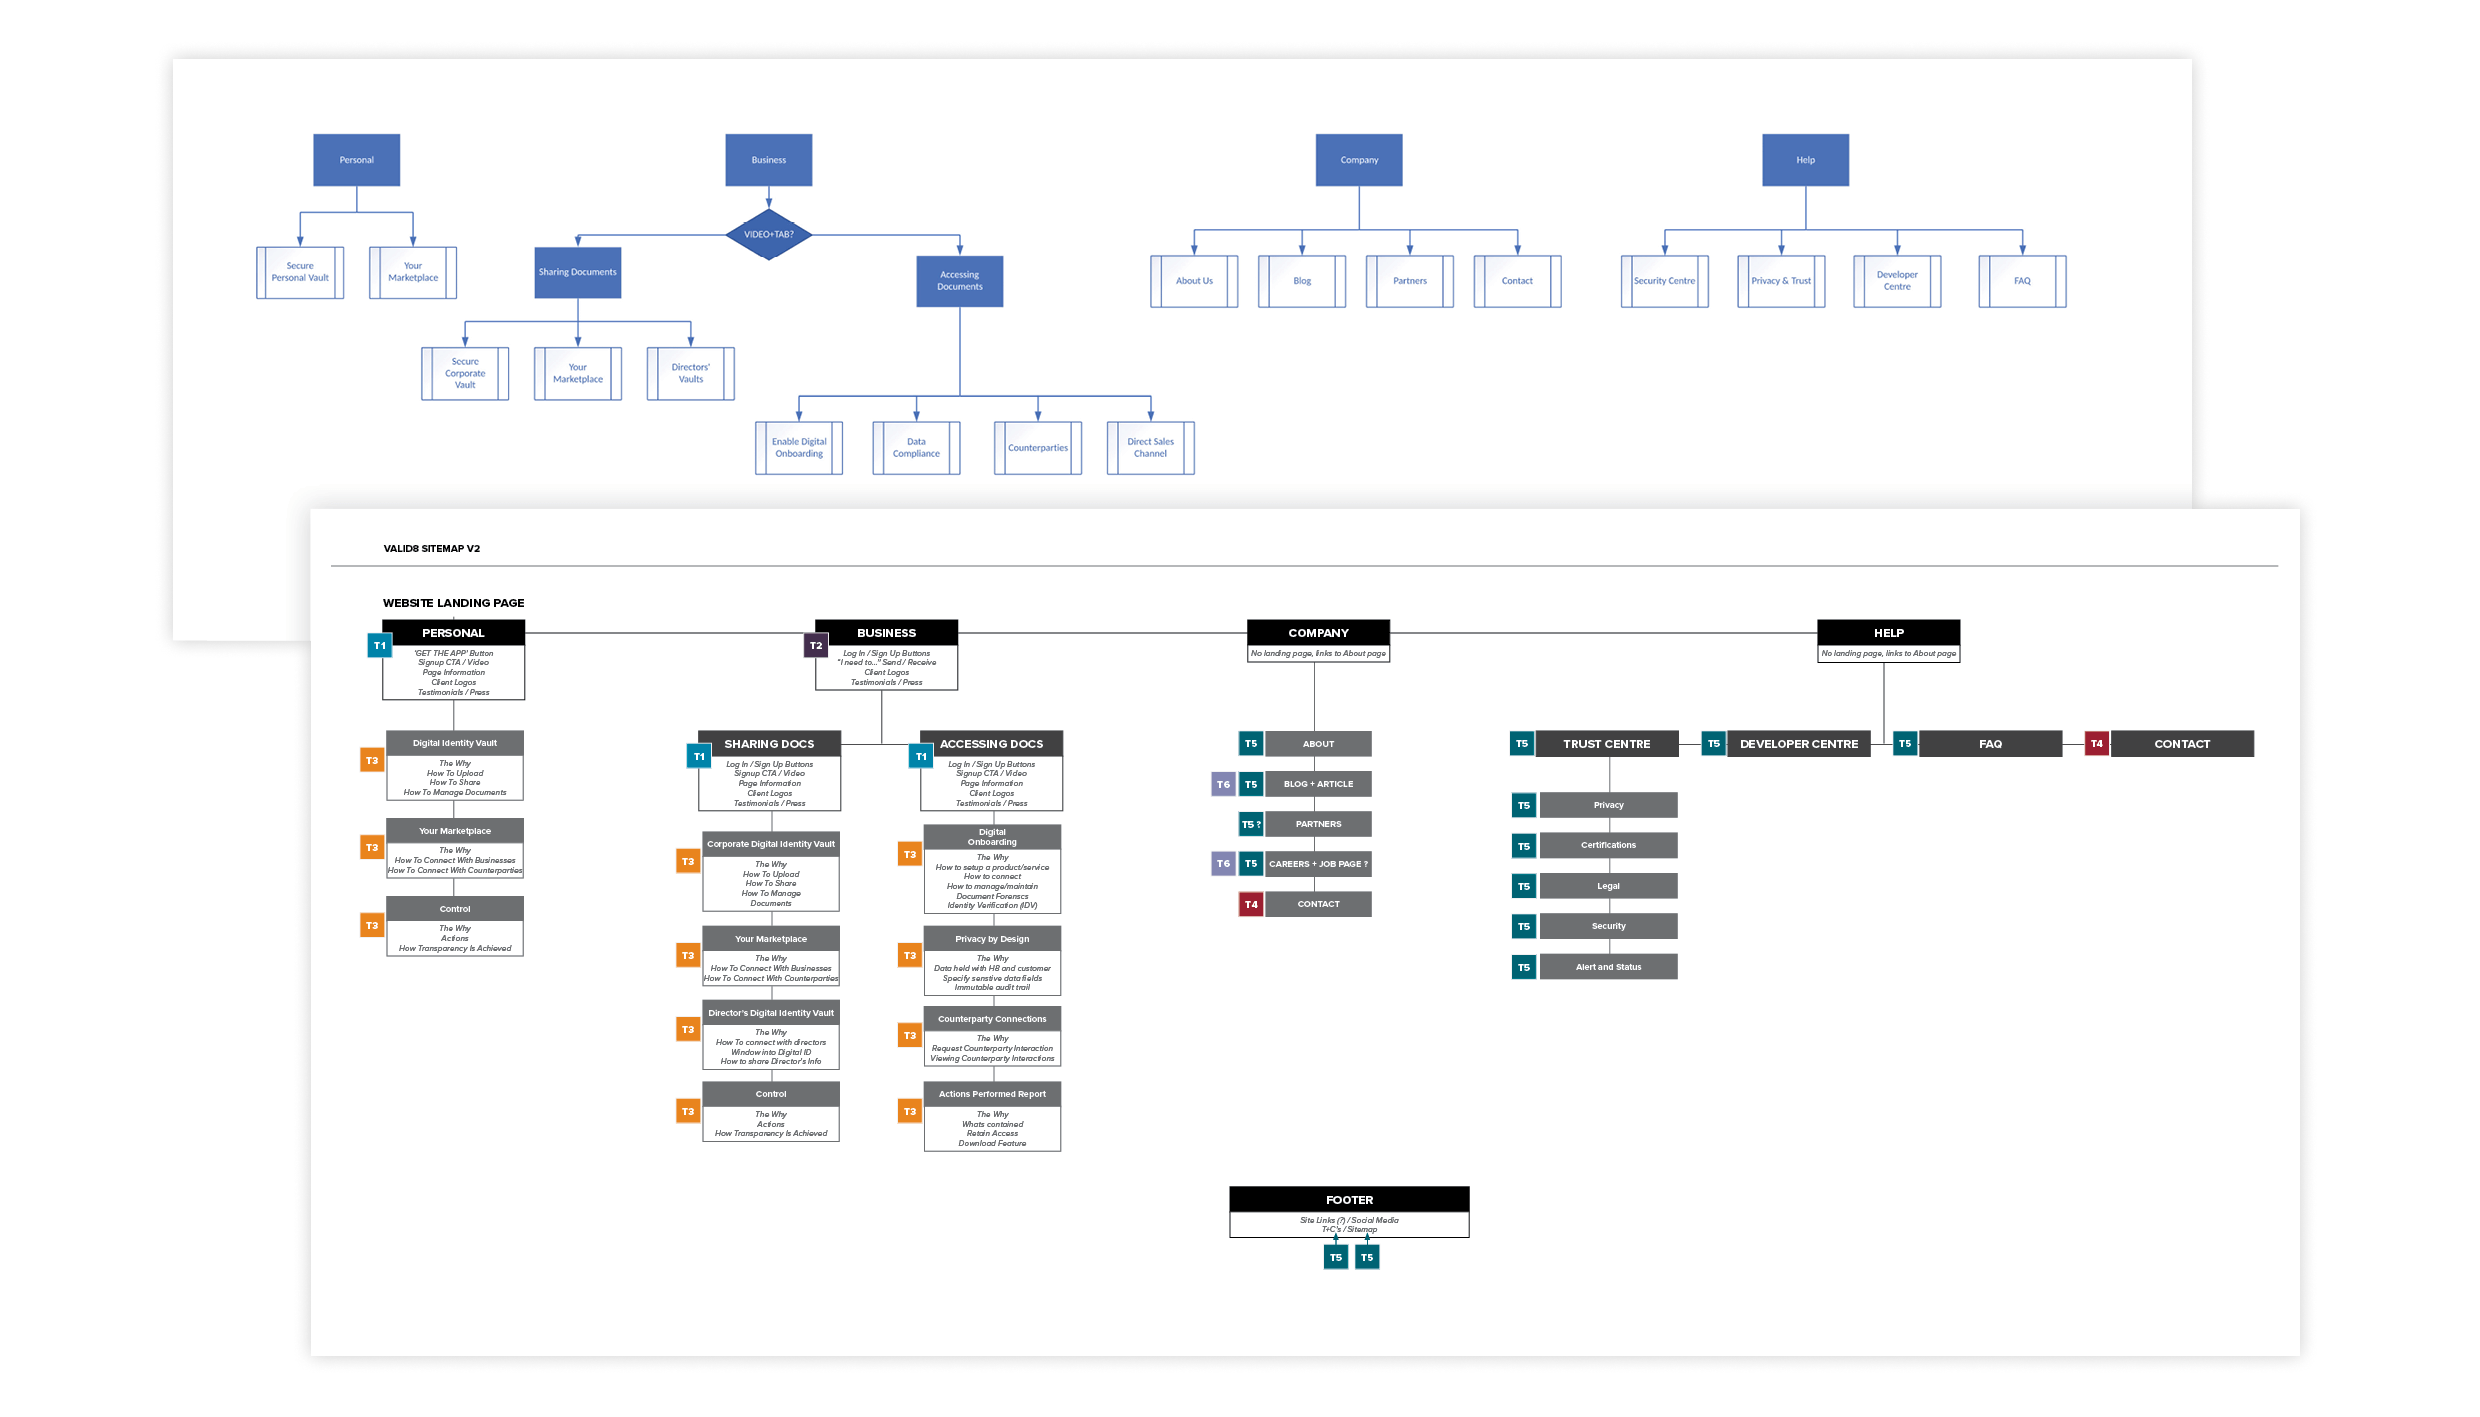 Personal
Business
Company
Help
VIDEO+TAB?
Secure
Personal Vault
Your
Marketplace
Sharing Documents
Accessing
Documents
About Us
Blog
Partners
Contact
Security Centre
Privacy & Trust
Developer
Centre
FAQ
Secure
Corporate
Vault
Your
Marketplace
Directors'
Vaults
Enable Digital
Onboarding
Data
Compliance
Counterparties
Direct Sales
Channel
VALID8 SITEMAP V2
WEBSITE LANDING PAGE
T1
PERSONAL
'GET THE APP' Button
Signup CTA / Video
Page Information
Client Logos
Testimonials / Press
T3
Digital Identity Vault
The Why
How To Upload
How To Share
How To Manage Documents
T3
Your Marketplace
The Why
How To Connect With Businesses
How To Connect With Counterparties
T3
Control
The Why
Actions
How Transparency Is Achieved
T2
BUSINESS
Log In / Sign Up Buttons
"I need to..." Send / Receive
Client Logos
Testimonials / Press
T1
SHARING DOCS
Log In / Sign Up Buttons
Signup CTA / Video
Page Information
Client Logos
Testimonials / Press
T3
Corporate Digital Identity Vault
The Why
How To Upload
How To Share
How To Manage
Documents
T3
Your Marketplace
The Why
How To Connect With Businesses
How To Connect With Counterparties
T3
Director's Digital Identity Vault
The Why
How To connect with directors
Window into Digital ID
How to share Director's Info
T3
Control
The Why
Actions
How Transparency Is Achieved
T1
ACCESSING DOCS
Log In / Sign Up Buttons
Signup CTA / Video
Page Information
Client Logos
Testimonials / Press
T3
Digital
Onboarding
The Why
How to setup a product/service
How to connect
How to manage/maintain
Document Forenscs
Identity Verification (IDV)
T3
Privacy by Design
The Why
Data held with HB and customer
Specify senstive data fields
Immutable audit trail
T3
Counterparty Connections
The Why
Request Counterparty Interaction
Viewing Counterparty Interactions
T3
Actions Performed Report
The Why
Whats contained
Retain Access
Download Feature
COMPANY
No landing page, links to About page
T5
ABOUT
T6
T5
BLOG + ARTICLE
T5 ?
PARTNERS
T6
T5
CAREERS + JOB PAGE ?
T4
CONTACT
HELP
No landing page, links to About page
T5
TRUST CENTRE
T5
DEVELOPER CENTRE
T5
FAQ
T4
CONTACT
T5
Privacy
T5
Certifications
T5
Legal
T5
Security
T5
Alert and Status
FOOTER
Site Links (?) / Social Media
T+C's / Sitemap
T5
T5